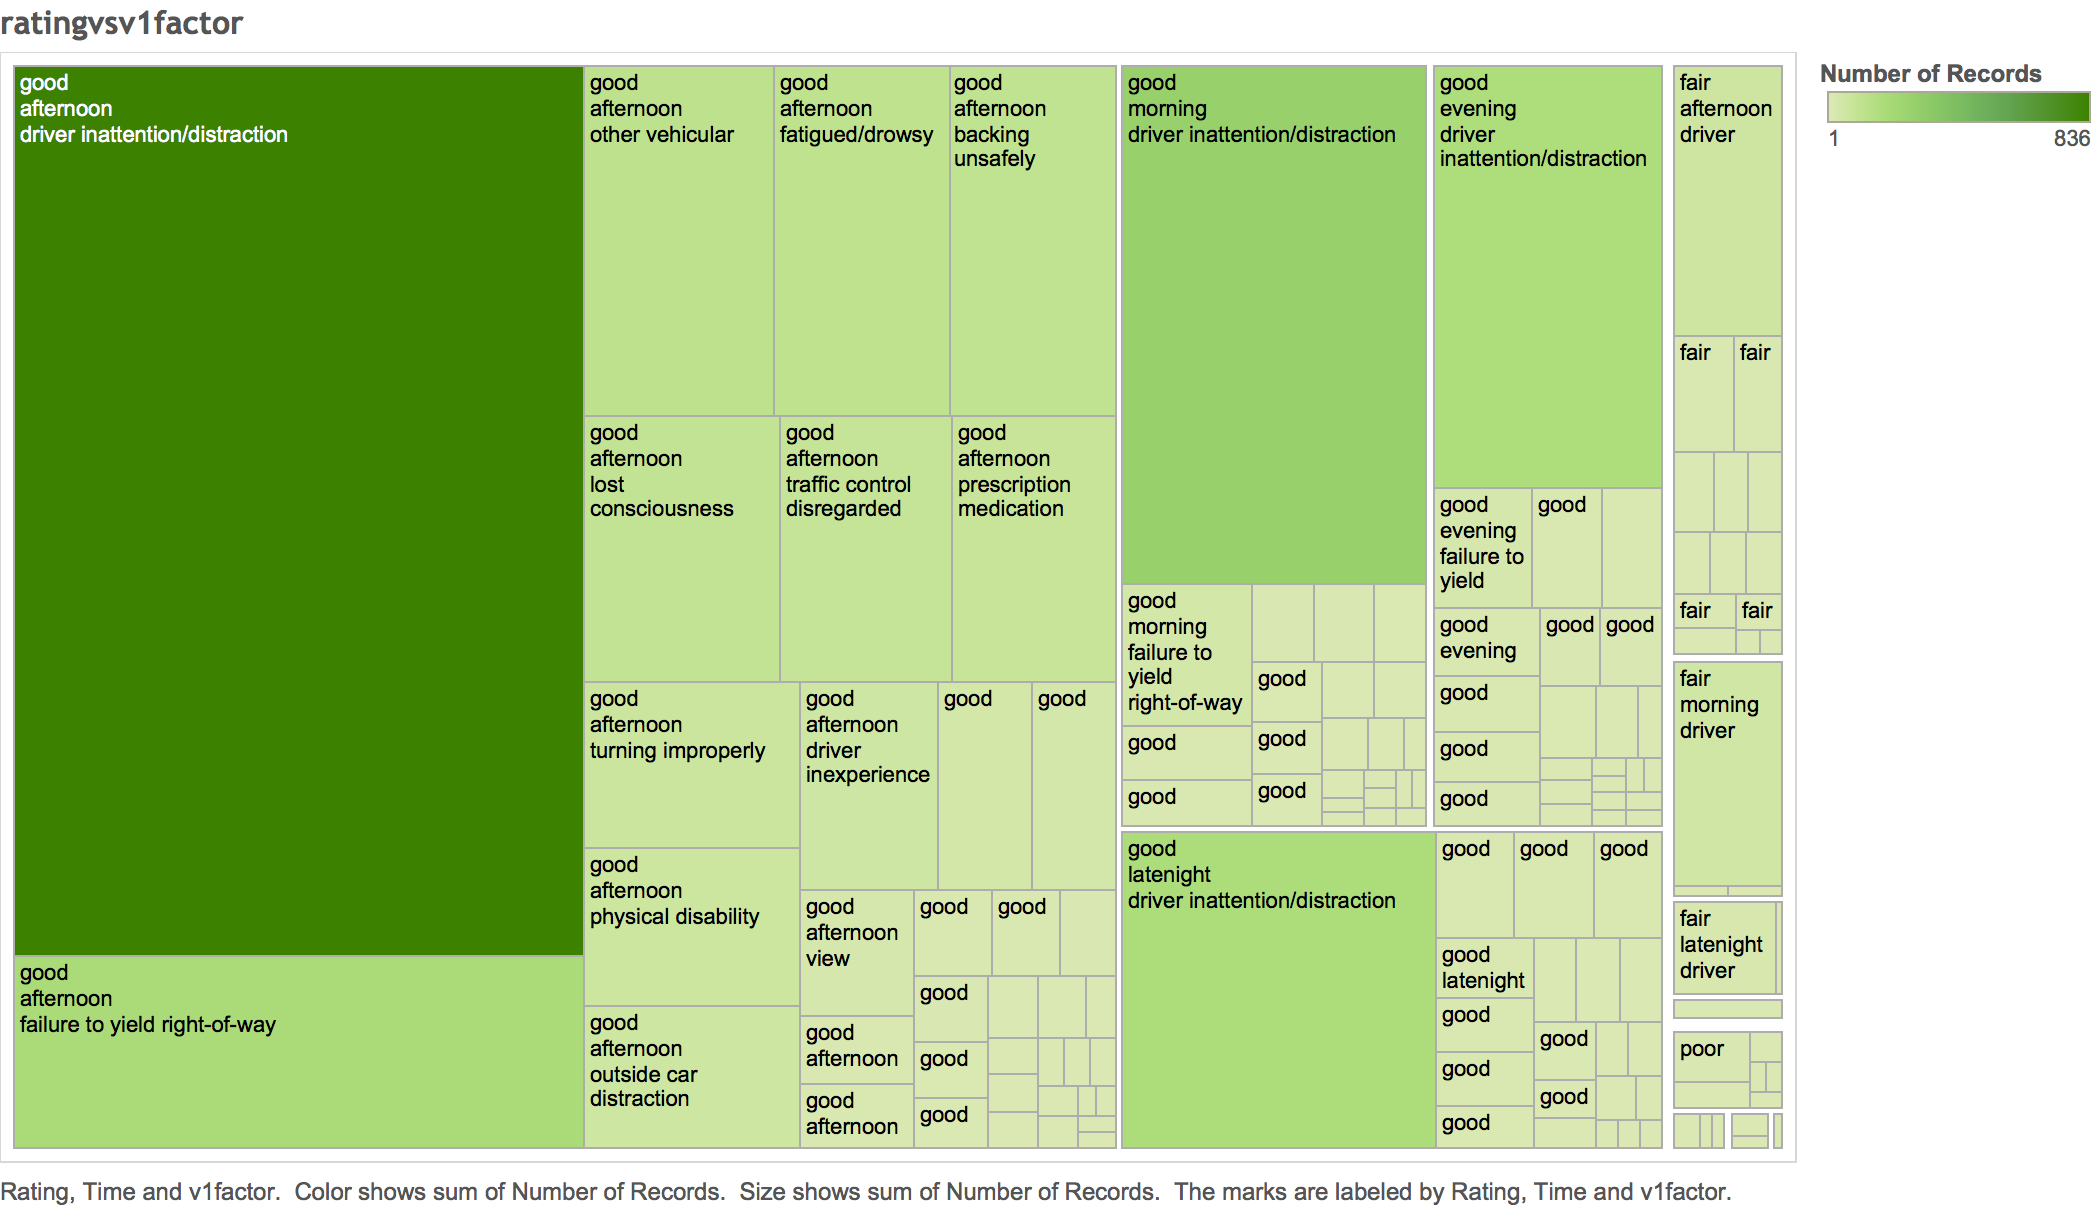 ratingvsv1factor
good
afternoon
driver inattention/distraction
good
afternoon
failure to yield right-of-way
good
afternoon
other vehicular
good
afternoon
fatigued/drowsy
good
afternoon
backing
unsafely
good
afternoon
lost
consciousness
good
afternoon
traffic control
disregarded
good
afternoon
prescription
medication
good
afternoon
turning improperly
good
afternoon
physical disability
good
afternoon
outside car
distraction
good
afternoon
driver
inexperience
good
good
good
afternoon
view
good
afternoon
good
afternoon
good
good
good
good
good
good
morning
driver inattention/distraction
good
morning
failure to
yield
right-of-way
good
good
good
good
good
good
evening
driver
inattention/distraction
good
evening
failure to
yield
good
good
evening
good
good
good
good
good
good
latenight
driver inattention/distraction
good
good
good
good
latenight
good
good
good
good
good
fair
afternoon
driver
fair
fair
fair
fair
fair
morning
driver
fair
latenight
driver
poor
Number of Records
1
836
Rating, Time and v1factor.  Color shows sum of Number of Records.  Size shows sum of Number of Records.  The marks are labeled by Rating, Time and v1factor.